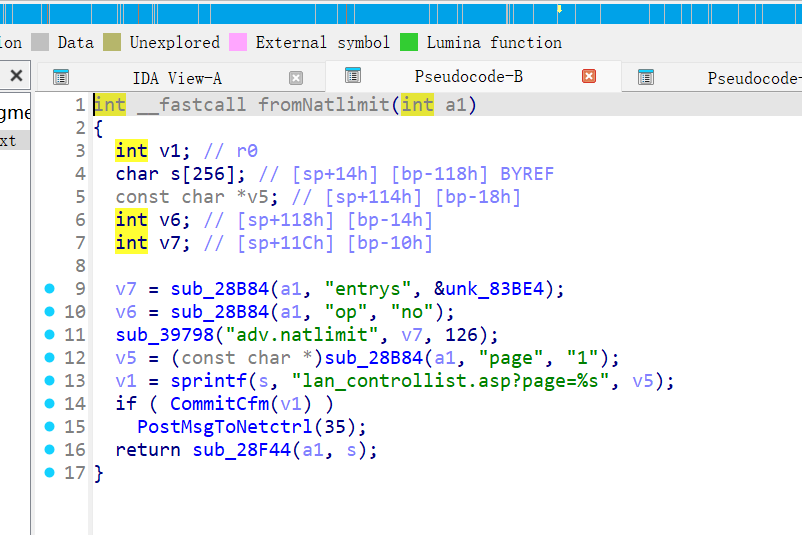 ion Data Unexplored External symbol Lumina function
IDA View-A Pseudocode-B Pseudocode-
gme
xt
1 int __fastcall fromNatlimit(int a1)
2 {
3 int v1; // r0
4 char s[256]; // [sp+14h] [bp-118h] BYREF
5 const char *v5; // [sp+114h] [bp-18h]
6 int v6; // [sp+118h] [bp-14h]
7 int v7; // [sp+11Ch] [bp-10h]
8
9 v7 = sub_28B84(a1, "entrys", &unk_83BE4);
10 v6 = sub_28B84(a1, "op", "no");
11 sub_39798("adv.natlimit", v7, 126);
12 v5 = (const char *)sub_28B84(a1, "page", "1");
13 v1 = sprintf(s, "lan_controllist.asp?page=%s", v5);
14 if ( CommitCfm(v1) )
15 PostMsgToNetctrl(35);
16 return sub_28F44(a1, s);
17 }